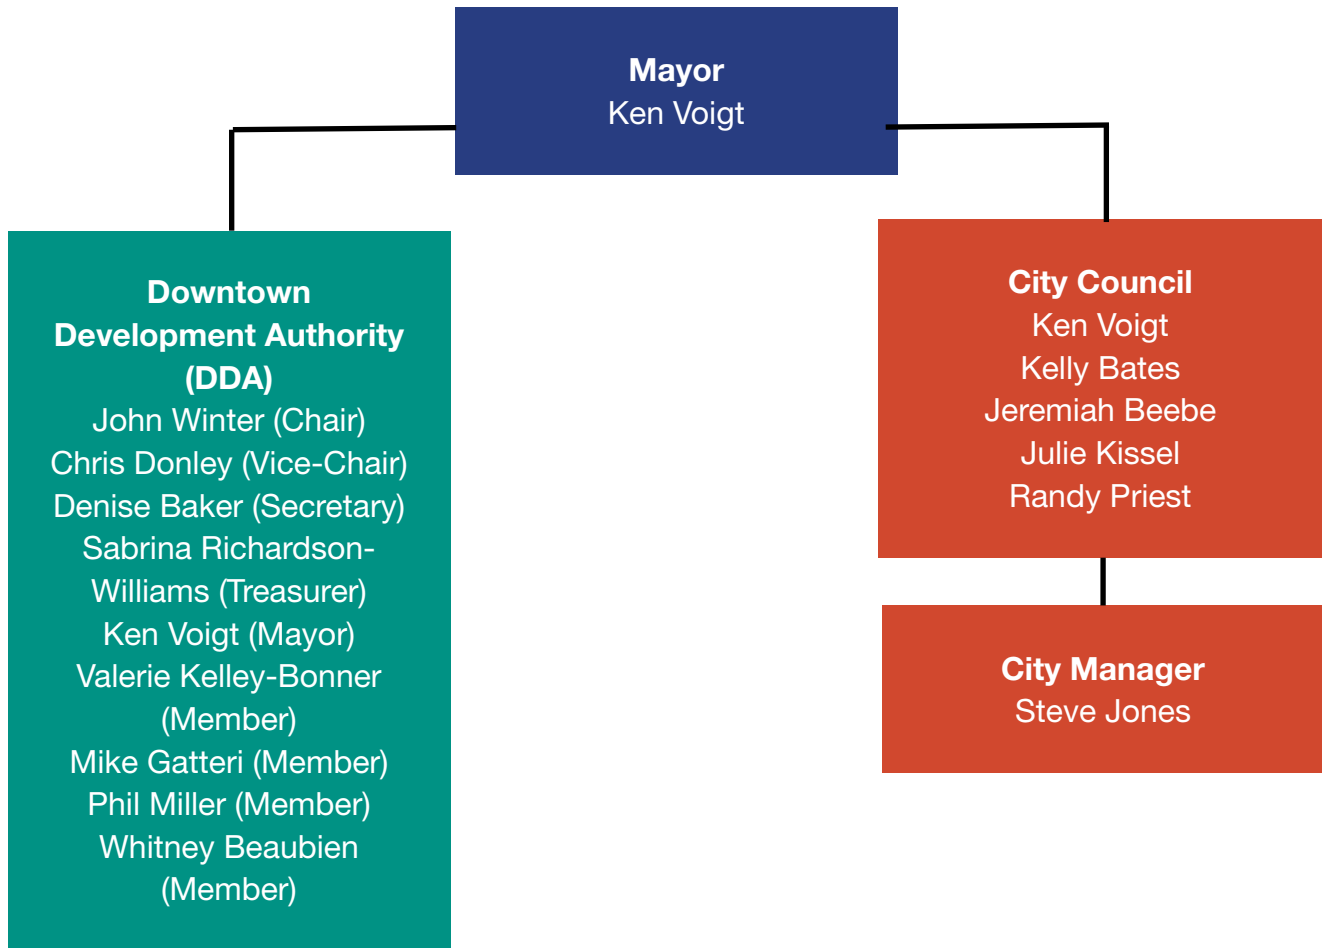 Mayor
Ken Voigt
Downtown
Development Authority
(DDA)
John Winter (Chair)
Chris Donley (Vice-Chair)
Denise Baker (Secretary)
Sabrina Richardson-
Williams (Treasurer)
Ken Voigt (Mayor)
Valerie Kelley-Bonner
(Member)
Mike Gatteri (Member)
Phil Miller (Member)
Whitney Beaubien
(Member)
City Council
Ken Voigt
Kelly Bates
Jeremiah Beebe
Julie Kissel
Randy Priest
City Manager
Steve Jones